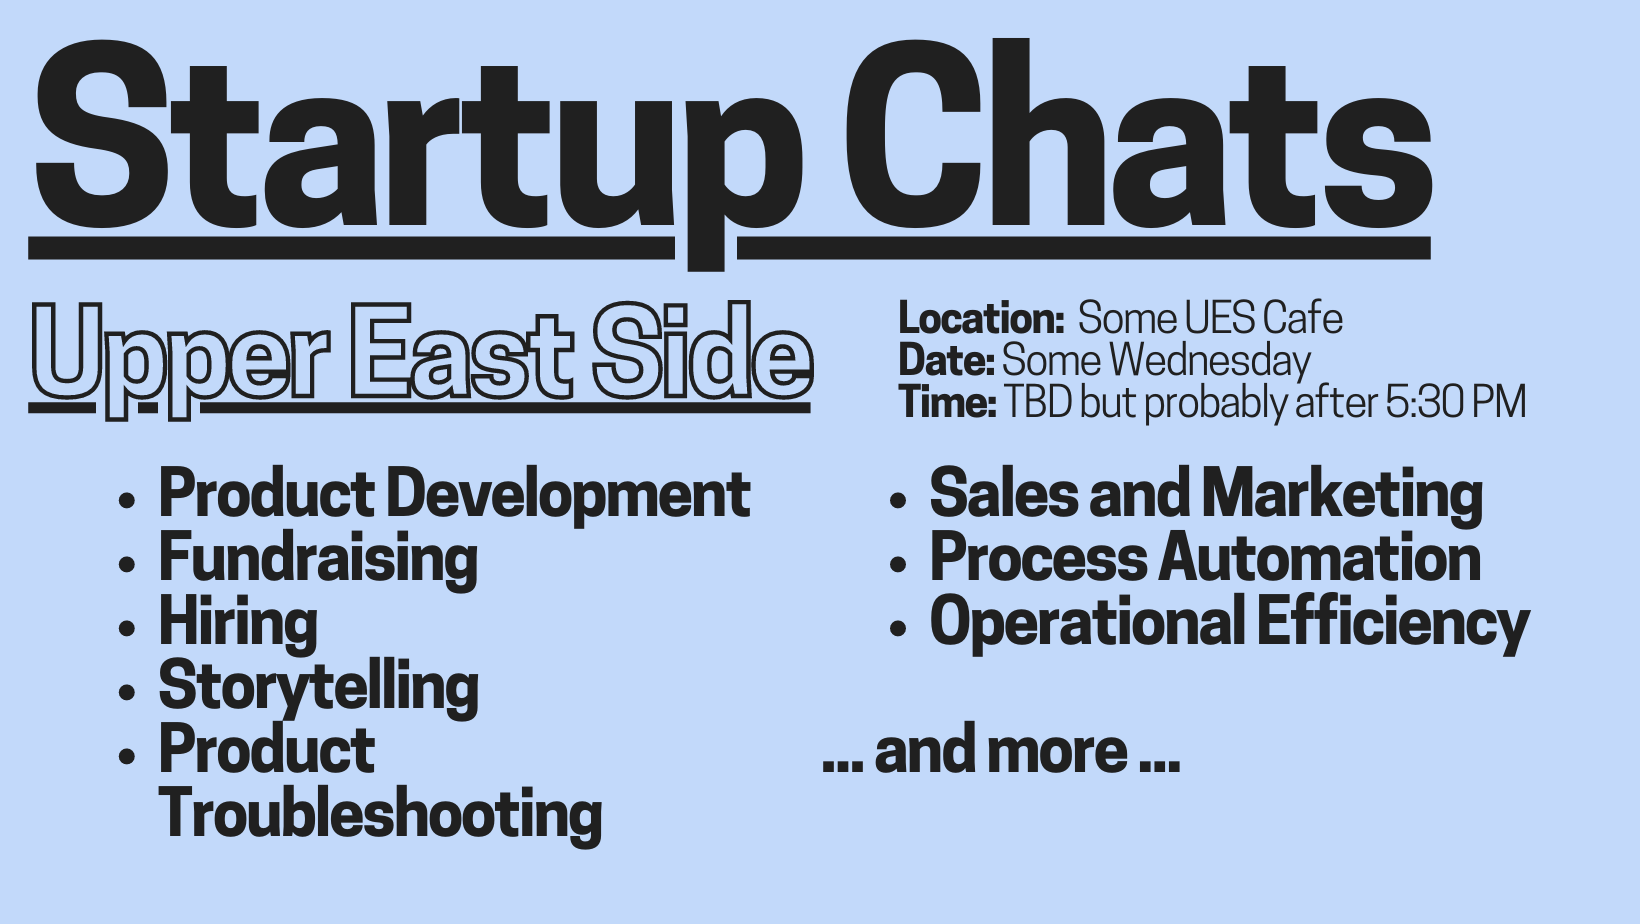 Startup Chats
Upper East Side
Location: Some UES Cafe
Date: Some Wednesday
Time: TBD but probably after 5:30 PM
• Product Development
• Fundraising
• Hiring
• Storytelling
• Product
Troubleshooting
• Sales and Marketing
• Process Automation
• Operational Efficiency
... and more ...